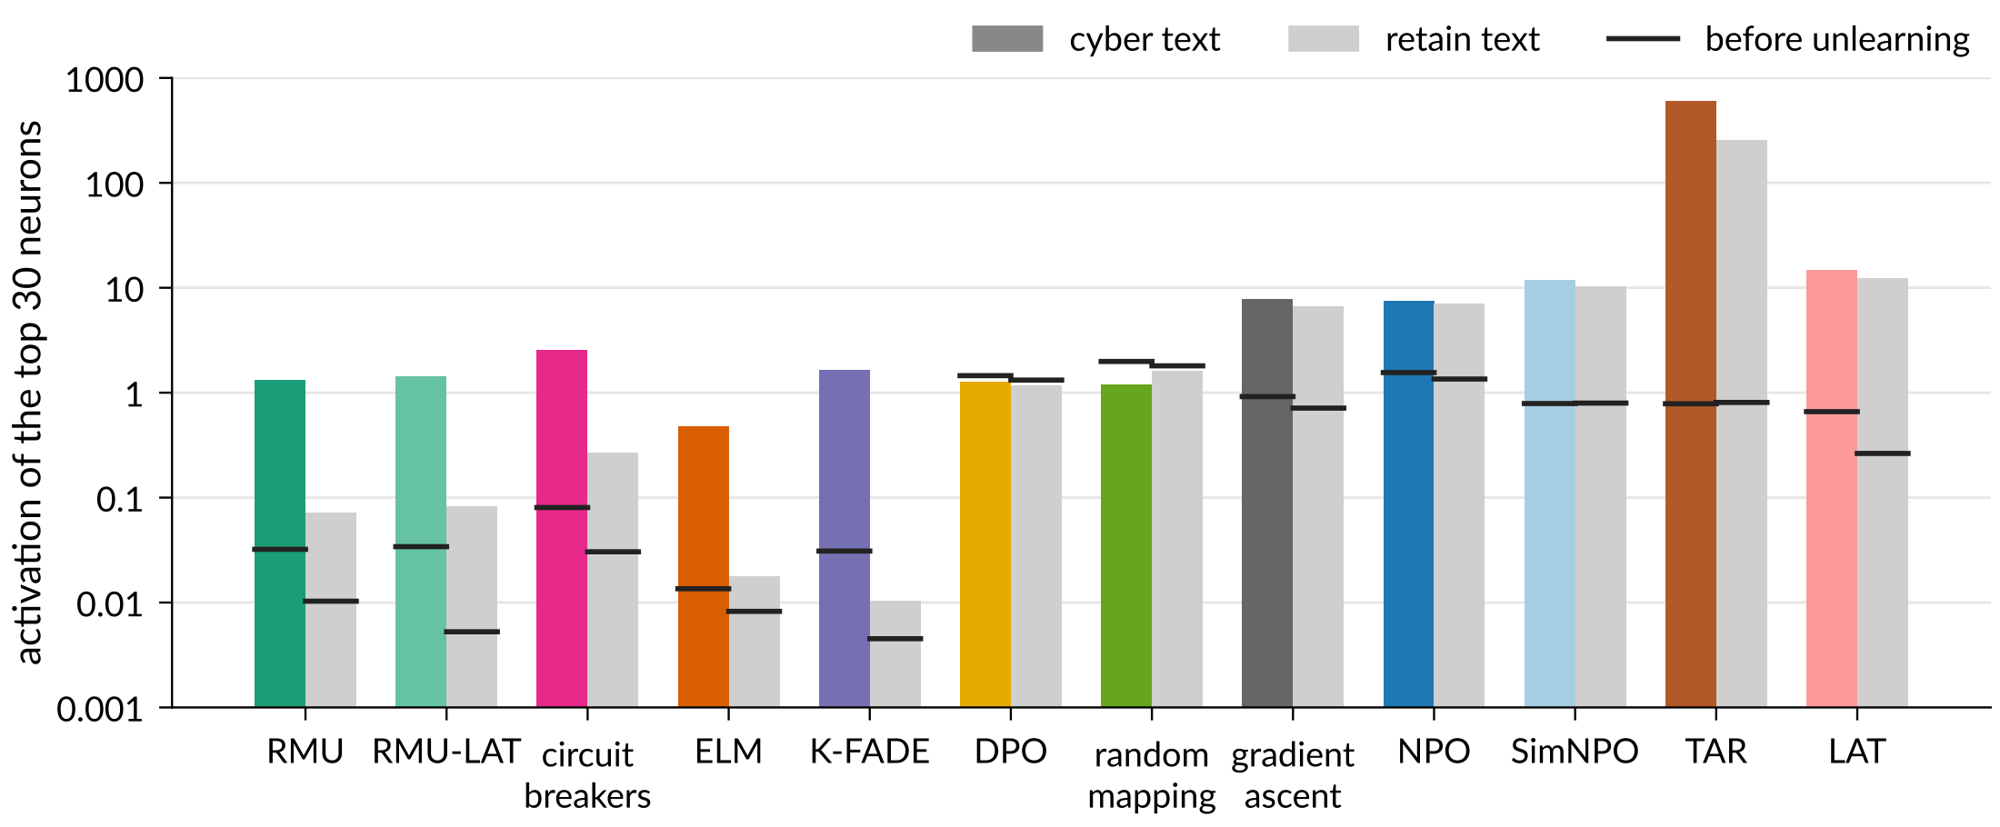 cyber text
retain text
before unlearning
activation of the top 30 neurons
1000
100
10
1
0.1
0.01
0.001
RMU
RMU-LAT
circuit
breakers
ELM
K-FADE
DPO
random
mapping
gradient
ascent
NPO
SimNPO
TAR
LAT